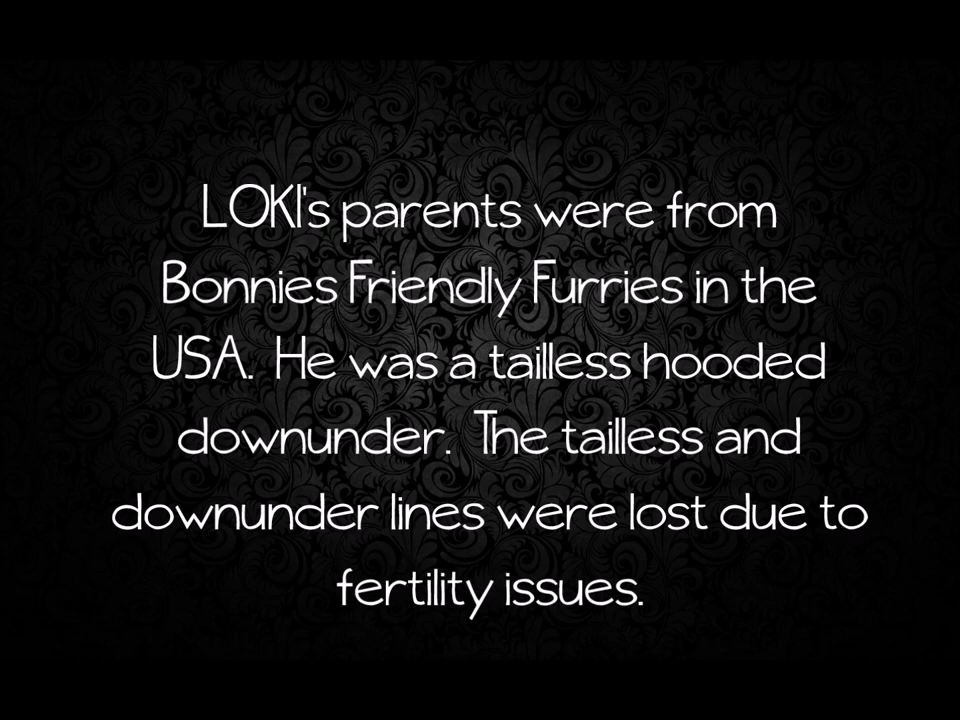 LOKI's parents were from
Bonnies Friendly Furries in the
USA.  He was a tailless hooded
downunder.  The tailless and
downunder lines were lost due to
fertility issues.